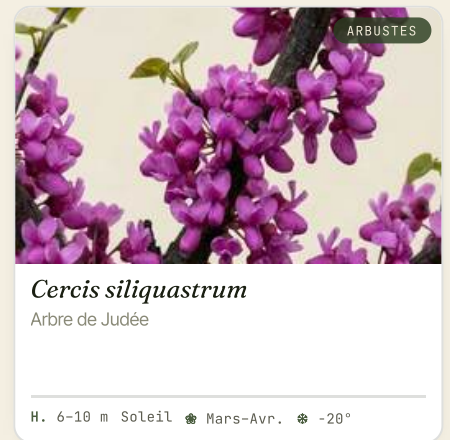 ARBUSTES
Cercis siliquastrum
Arbre de Judée
H. 6–10 m Soleil ❀ Mars–Avr. ❄ -20°